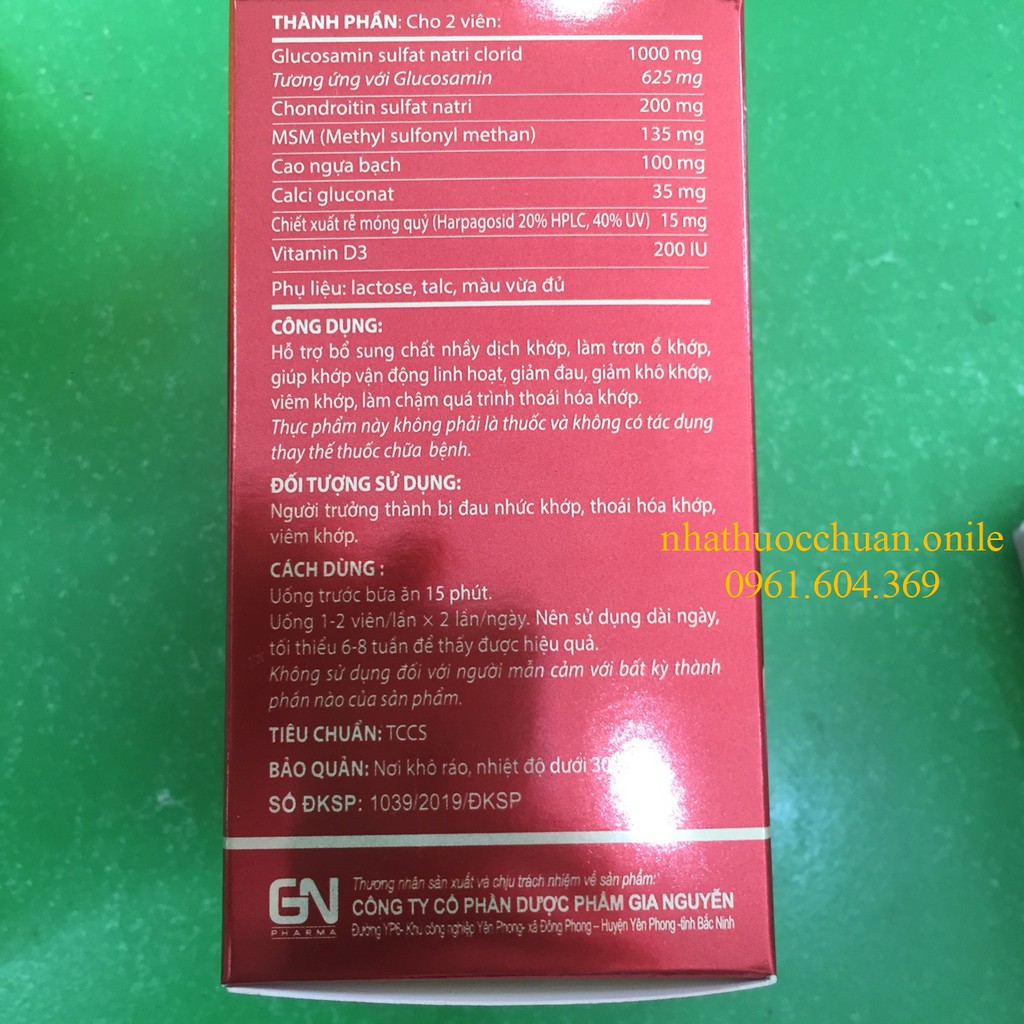 THÀNH PHẦN: Cho 2 viên:
Glucosamin sulfat natri clorid 1000 mg
Tương ứng với Glucosamin 625 mg
Chondroitin sulfat natri 200 mg
MSM (Methyl sulfonyl methan) 135 mg
Cao ngựa bạch 100 mg
Calci gluconat 35 mg
Chiết xuất rễ móng quỷ (Harpagosid 20% HPLC, 40% UV) 15 mg
Vitamin D3 200 IU
Phụ liệu: lactose, talc, màu vừa đủ
CÔNG DỤNG:
Hỗ trợ bổ sung chất nhầy dịch khớp, làm trơn ổ khớp,
giúp khớp vận động linh hoạt, giảm đau, giảm khô khớp,
viêm khớp, làm chậm quá trình thoái hóa khớp.
Thực phẩm này không phải là thuốc và không có tác dụng
thay thế thuốc chữa bệnh.
ĐỐI TƯỢNG SỬ DỤNG:
Người trưởng thành bị đau nhức khớp, thoái hóa khớp,
viêm khớp.
nhathuocchuan.onile
0961.604.369
CÁCH DÙNG :
Uống trước bữa ăn 15 phút.
Uống 1-2 viên/lần × 2 lần/ngày. Nên sử dụng dài ngày,
tối thiểu 6-8 tuần để thấy được hiệu quả.
Không sử dụng đối với người mẫn cảm với bất kỳ thành
phần nào của sản phẩm.
TIÊU CHUẨN: TCCS
BẢO QUẢN: Nơi khô ráo, nhiệt độ dưới 30
SỐ ĐKSP: 1039/2019/ĐKSP
GN
PHARMA
Thương nhân sản xuất và chịu trách nhiệm về sản phẩm:
CÔNG TY CỔ PHẦN DƯỢC PHẨM GIA NGUYỄN
Đường YP6- Khu công nghiệp Yên Phong- xã Đông Phong – Huyện Yên Phong -tỉnh Bắc Ninh